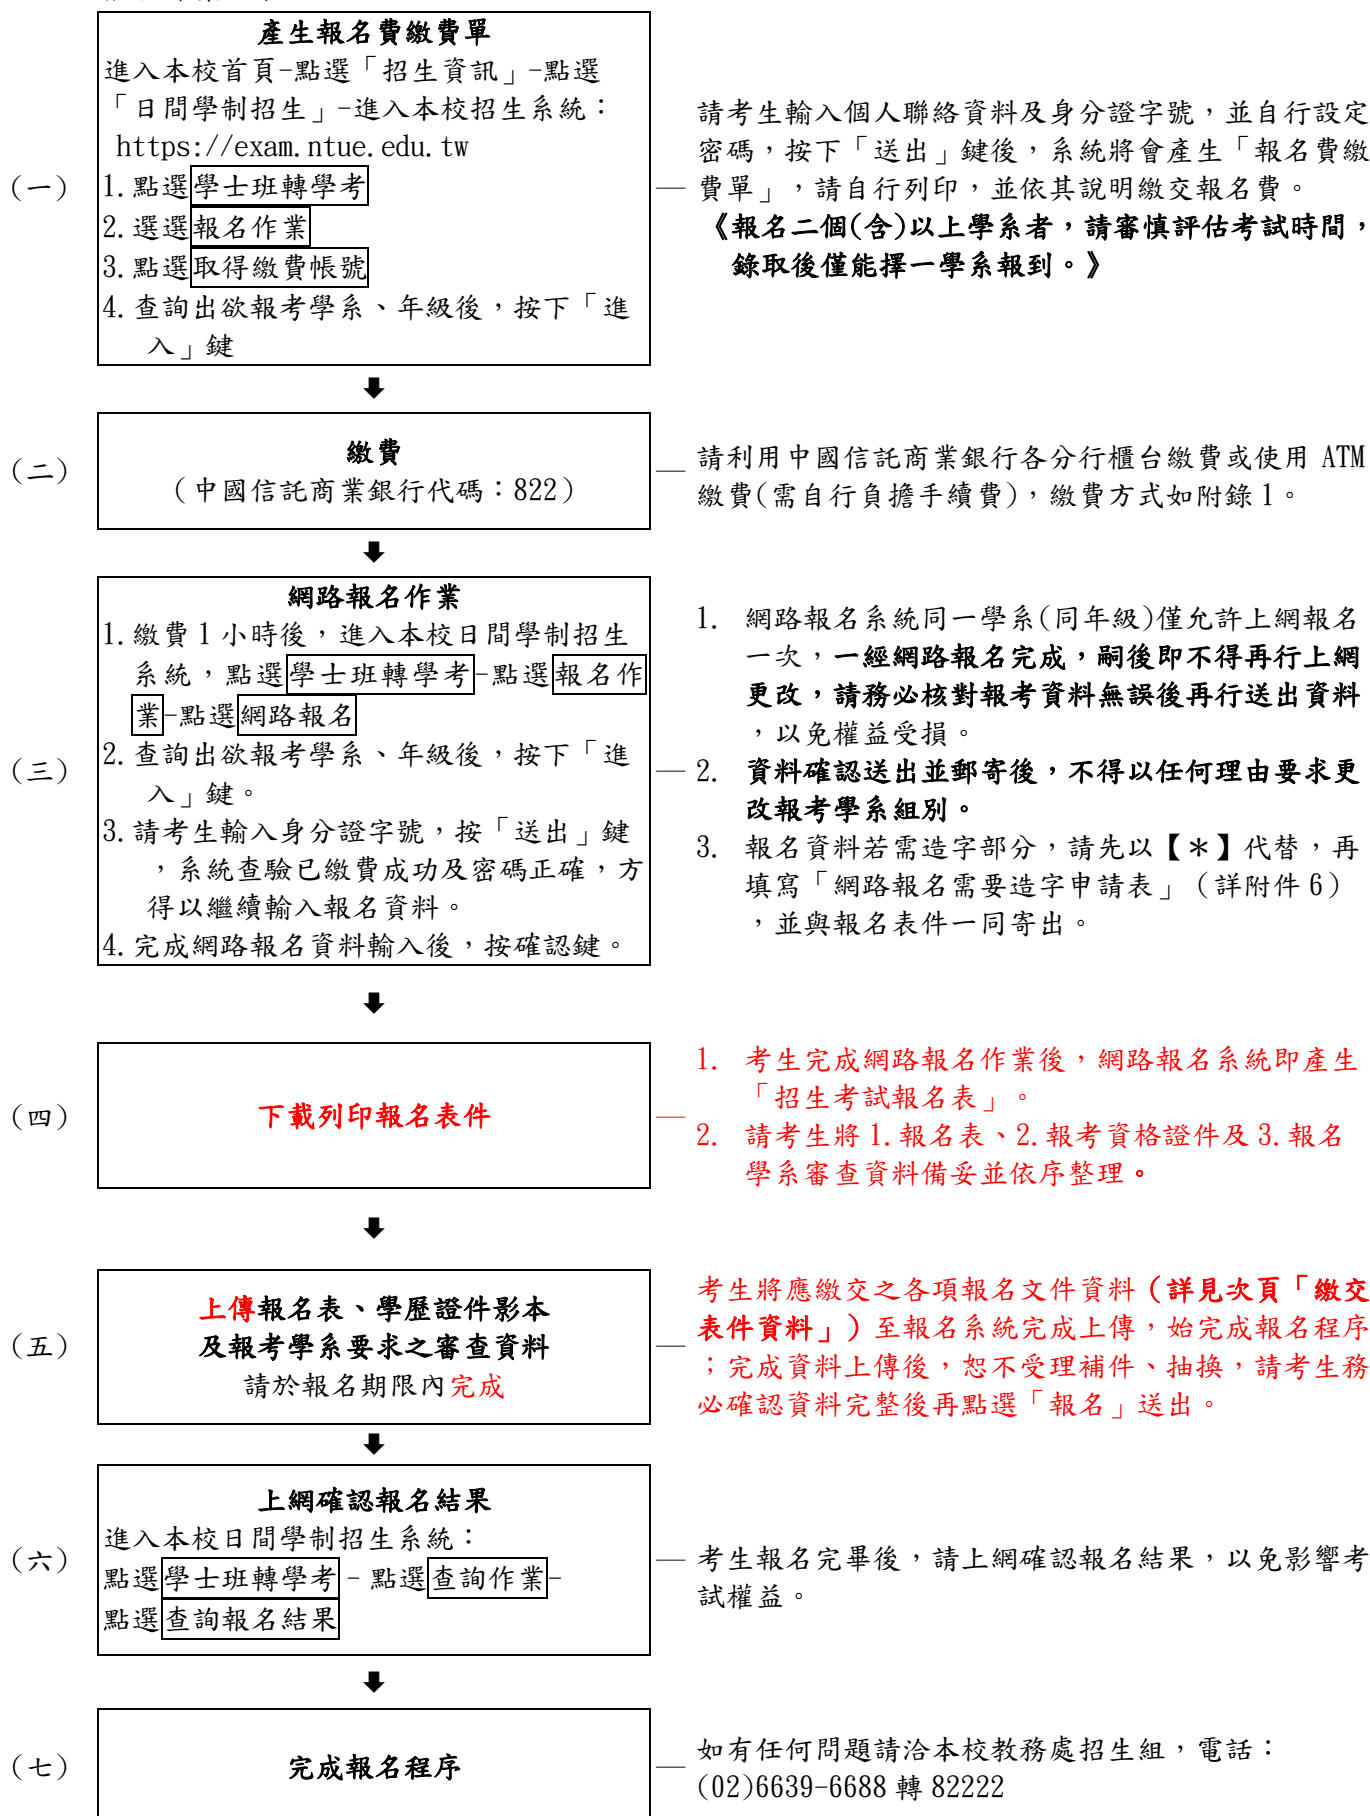 產生報名費繳費單
進入本校首頁-點選「招生資訊」-點選
「日間學制招生」-進入本校招生系統：
https://exam.ntue.edu.tw
(一)
1.點選學士班轉學考
2.選選報名作業
3.點選取得繳費帳號
4.查詢出欲報考學系、年級後，按下「進
入」鍵
請考生輸入個人聯絡資料及身分證字號，並自行設定
密碼，按下「送出」鍵後，系統將會產生「報名費繳
費單」，請自行列印，並依其說明繳交報名費。
《報名二個(含)以上學系者，請審慎評估考試時間，
錄取後僅能擇一學系報到。》
(二)
繳費
（中國信託商業銀行代碼：822）
請利用中國信託商業銀行各分行櫃台繳費或使用 ATM
繳費(需自行負擔手續費)，繳費方式如附錄 1。
(三)
網路報名作業
1.繳費 1 小時後，進入本校日間學制招生
系統，點選學士班轉學考-點選報名作
業-點選網路報名
2.查詢出欲報考學系、年級後，按下「進
入」鍵。
3.請考生輸入身分證字號，按「送出」鍵
，系統查驗已繳費成功及密碼正確，方
得以繼續輸入報名資料。
4.完成網路報名資料輸入後，按確認鍵。
1. 網路報名系統同一學系(同年級)僅允許上網報名
一次，一經網路報名完成，嗣後即不得再行上網
更改，請務必核對報考資料無誤後再行送出資料
，以免權益受損。
2. 資料確認送出並郵寄後，不得以任何理由要求更
改報考學系組別。
3. 報名資料若需造字部分，請先以【＊】代替，再
填寫「網路報名需要造字申請表」（詳附件 6）
，並與報名表件一同寄出。
(四)
下載列印報名表件
1. 考生完成網路報名作業後，網路報名系統即產生
「招生考試報名表」。
2. 請考生將 1.報名表、2.報考資格證件及 3.報名
學系審查資料備妥並依序整理。
(五)
上傳報名表、學歷證件影本
及報考學系要求之審查資料
請於報名期限內完成
考生將應繳交之各項報名文件資料（詳見次頁「繳交
表件資料」）至報名系統完成上傳，始完成報名程序
；完成資料上傳後，恕不受理補件、抽換，請考生務
必確認資料完整後再點選「報名」送出。
(六)
上網確認報名結果
進入本校日間學制招生系統：
點選學士班轉學考 - 點選查詢作業-
點選查詢報名結果
考生報名完畢後，請上網確認報名結果，以免影響考
試權益。
(七)
完成報名程序
如有任何問題請洽本校教務處招生組，電話：
(02)6639-6688 轉 82222